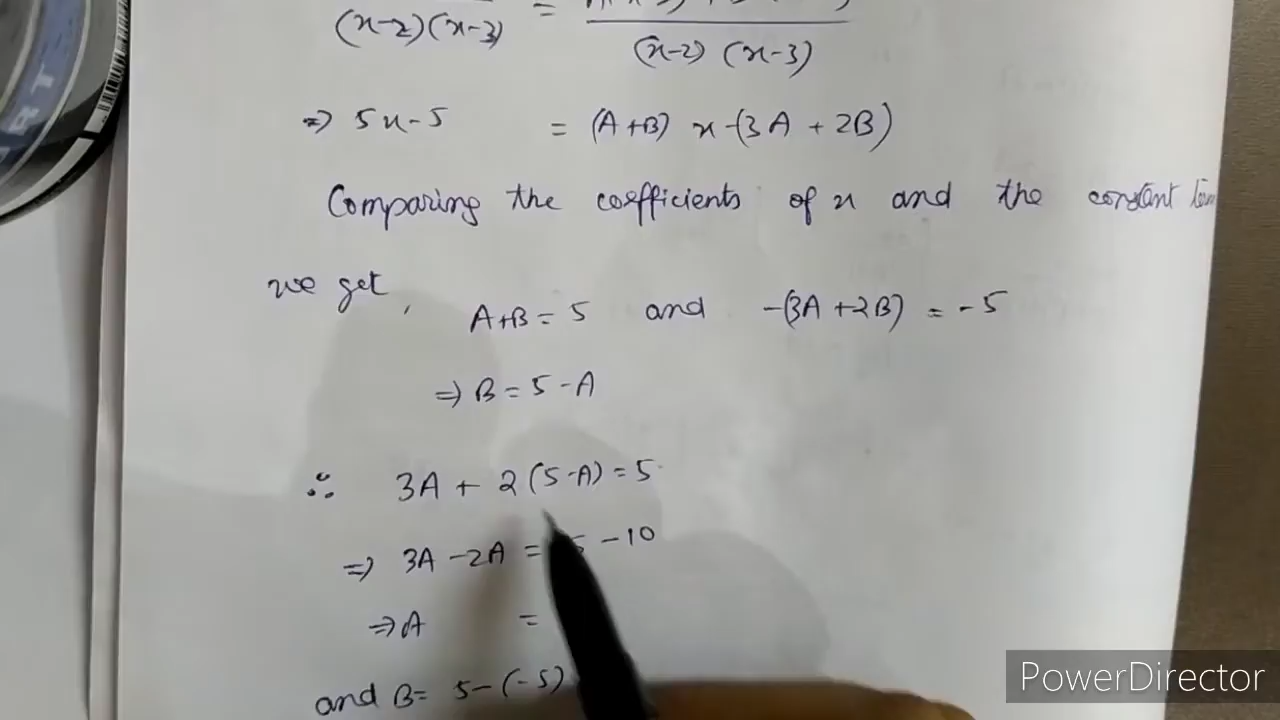 (x-2)(x-3) =
(x-2) (x-3)
⇒ 5x-5 = (A+B) x-(3A + 2B)
Comparing the coefficients of x and the constant
we get, A+B = 5 and -(3A +2B) = -5
⇒ B = 5 - A
∴ 3A + 2 (5-A) = 5
⇒ 3A - 2A = - 10
⇒ A =
and B = 5-(-5)
PowerDirector